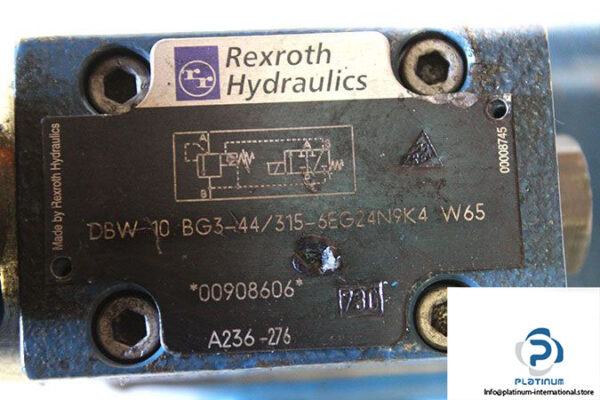 Rexroth
Hydraulics
Made by Rexroth Hydraulics
A
B
00008745
DBW 10 BG3-44/315-6EG24N9K4 W65
*00908606*
730
A236-276
PLATINUM
info@platinum-international.store